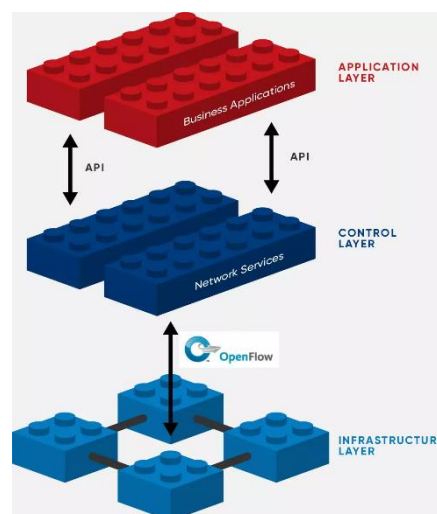 APPLICATION
LAYER
Business Applications
API
API
CONTROL
LAYER
Network Services
OpenFlow
INFRASTRUCTUR
LAYER